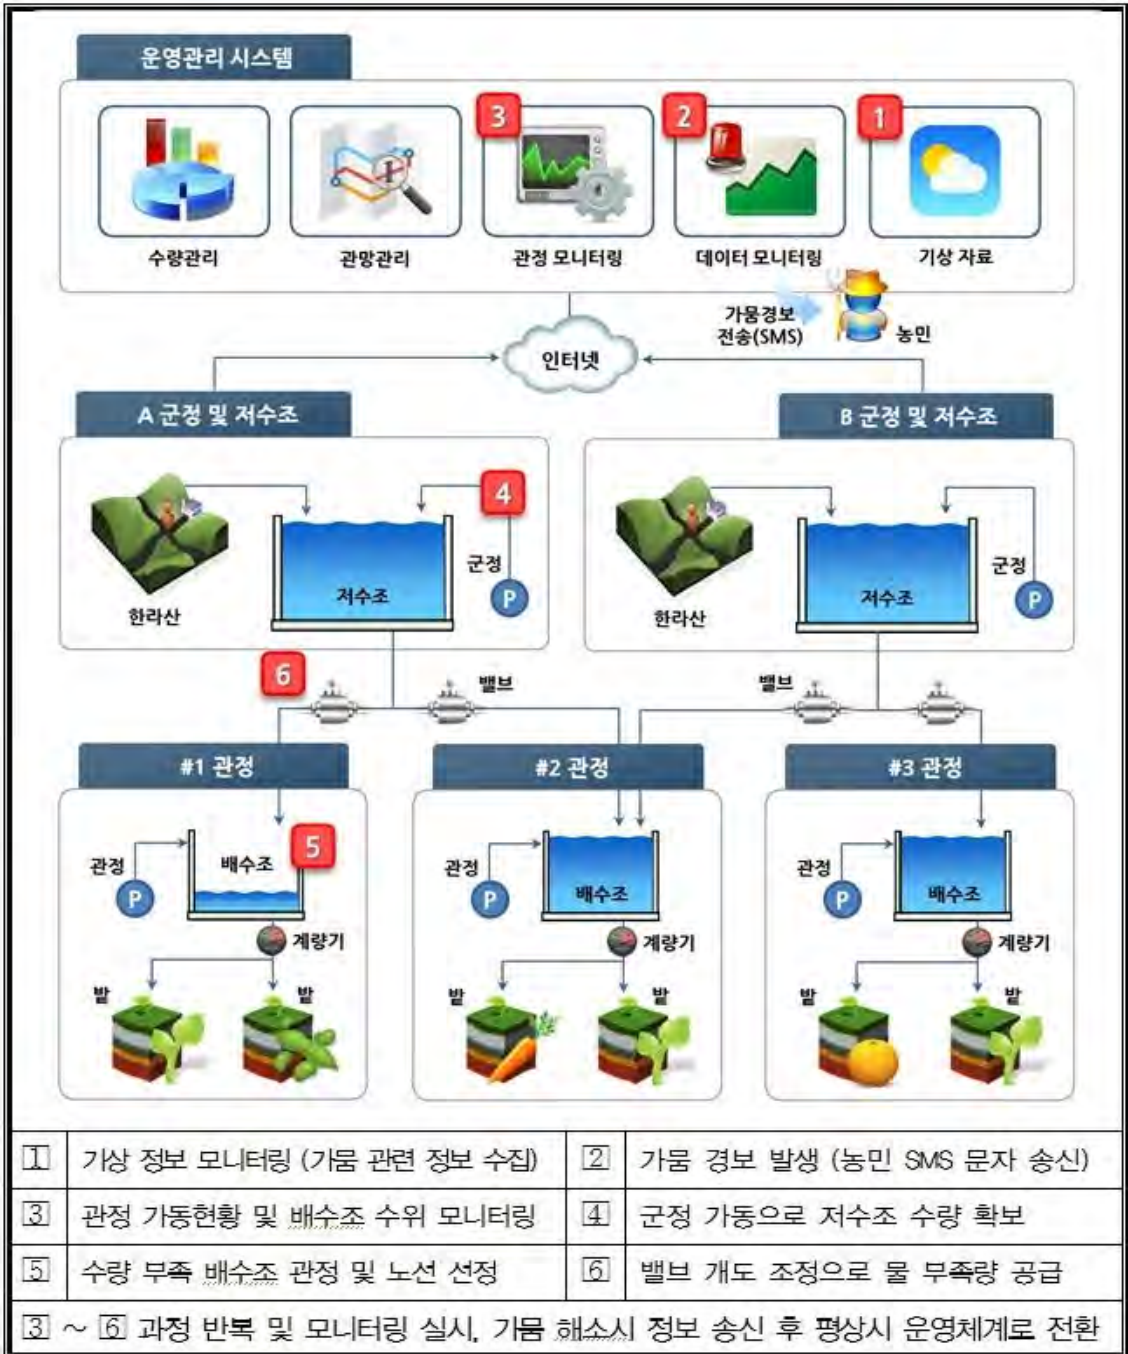 운영관리 시스템
3
2
1
수량관리
관망관리
관정 모니터링
데이터 모니터링
기상 자료
가뭄경보
전송(SMS)
농민
인터넷
A 군정 및 저수조
B 군정 및 저수조
4
군정
저수조
P
한라산
군정
저수조
P
한라산
6
밸브
밸브
#1 관정
#2 관정
#3 관정
관정
P
배수조
5
계량기
밭
밭
관정
P
배수조
계량기
밭
밭
관정
P
배수조
계량기
밭
밭
1 기상 정보 모니터링 (가뭄 관련 정보 수집)
2 가뭄 경보 발생 (농민 SMS 문자 송신)
3 관정 가동현황 및 배수조 수위 모니터링
4 군정 가동으로 저수조 수량 확보
5 수량 부족 배수조 관정 및 노선 선정
6 밸브 개도 조정으로 물 부족량 공급
3 ~ 6 과정 반복 및 모니터링 실시, 가뭄 해소시 정보 송신 후 평상시 운영체계로 전환